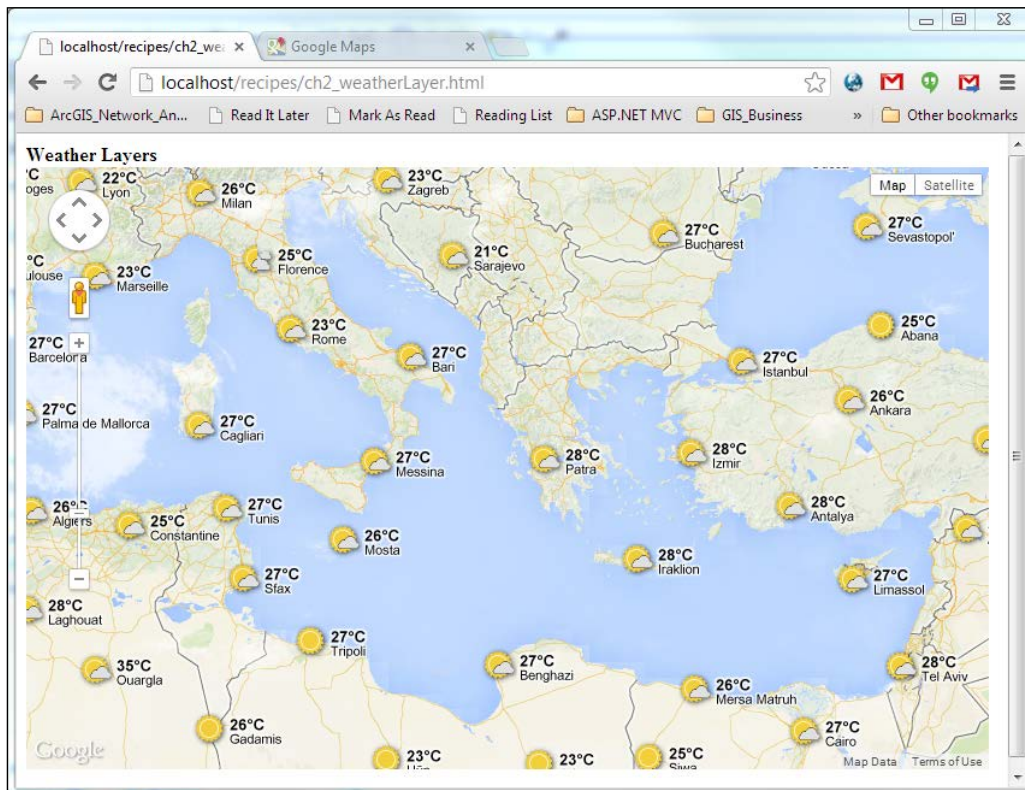 localhost/recipes/ch2_wea
Google Maps
localhost/recipes/ch2_weatherLayer.html
ArcGIS_Network_An...
Read It Later
Mark As Read
Reading List
ASP.NET MVC
GIS_Business
»
Other bookmarks
Weather Layers
Map
Satellite
22°C
Lyon
26°C
Milan
23°C
Zagreb
27°C
Bucharest
27°C
Sevastopol'
21°C
Sarajevo
25°C
Florence
23°C
Marseille
23°C
Rome
25°C
Abana
27°C
Barcelona
27°C
Bari
27°C
Istanbul
26°C
Ankara
27°C
Palma de Mallorca
27°C
Cagliari
27°C
Messina
28°C
Patra
28°C
Izmir
26°C
Algiers
25°C
Constantine
27°C
Tunis
26°C
Mosta
28°C
Antalya
28°C
Iraklion
27°C
Sfax
27°C
Limassol
28°C
Laghouat
27°C
Tripoli
35°C
Ouargla
27°C
Benghazi
28°C
Tel Aviv
26°C
Mersa Matruh
26°C
Gadamis
27°C
Cairo
23°C
23°C
25°C
Siwa
Google
Map Data
Terms of Use